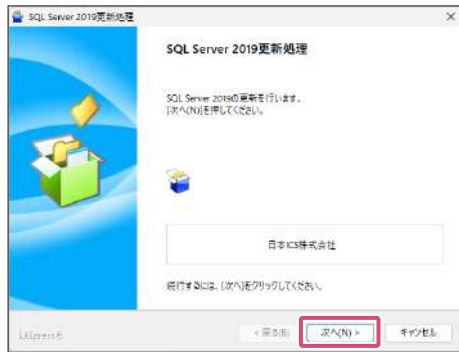 SQL Server 2019更新処理
SQL Server 2019更新処理
SQL Server 2019の更新を行います。
[次へ(N)]を押してください。
日本ICS株式会社
続行するには、[次へ]をクリックしてください。
< 戻る(B)
次へ(N) >
キャンセル